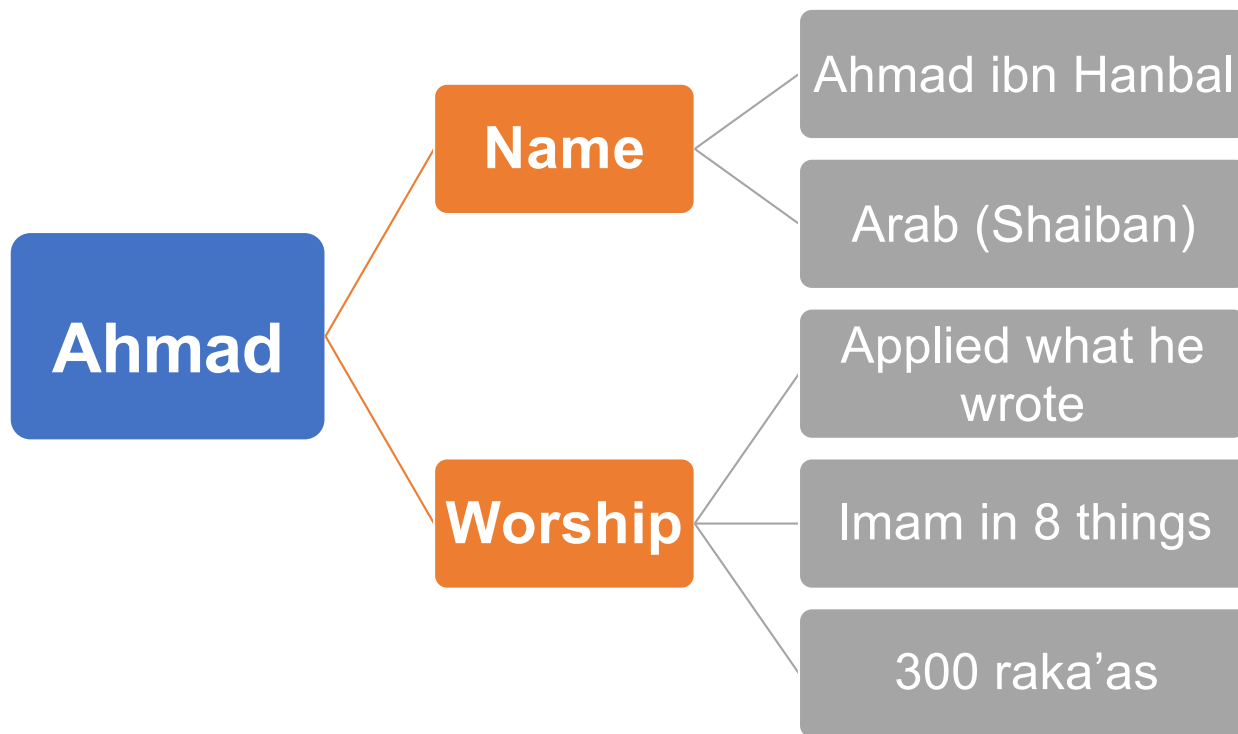 Ahmad
Name
Ahmad ibn Hanbal
Arab (Shaiban)
Worship
Applied what he
wrote
Imam in 8 things
300 raka’as